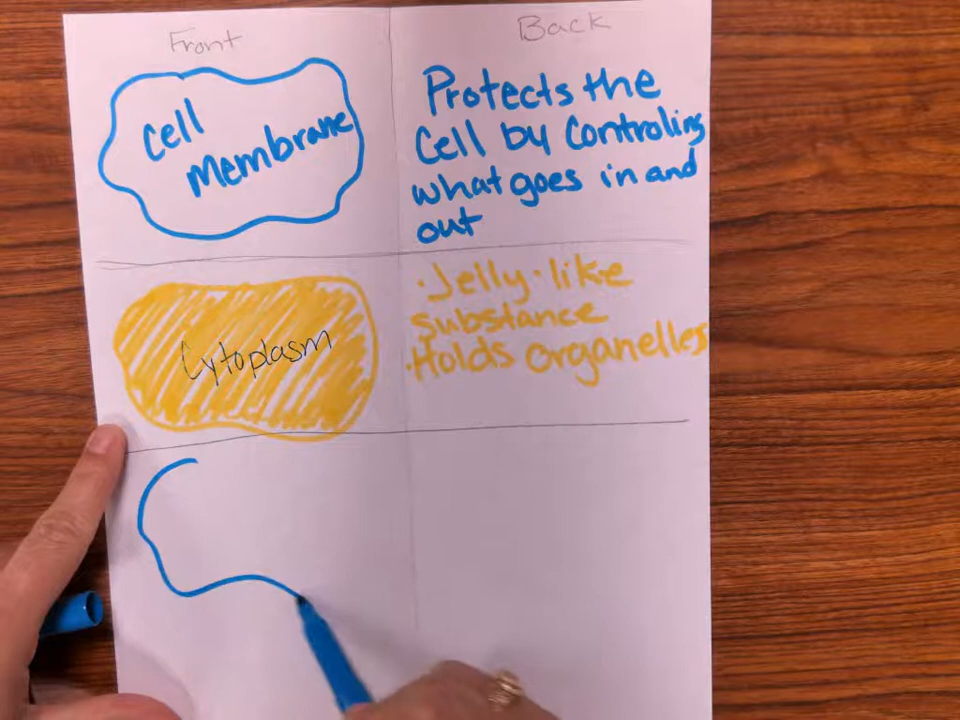 Front
Back
Cell
Membrane
Protects the
Cell by Controling
what goes in and
out
Cytoplasm
· Jelly-like
substance
· Holds Organelles